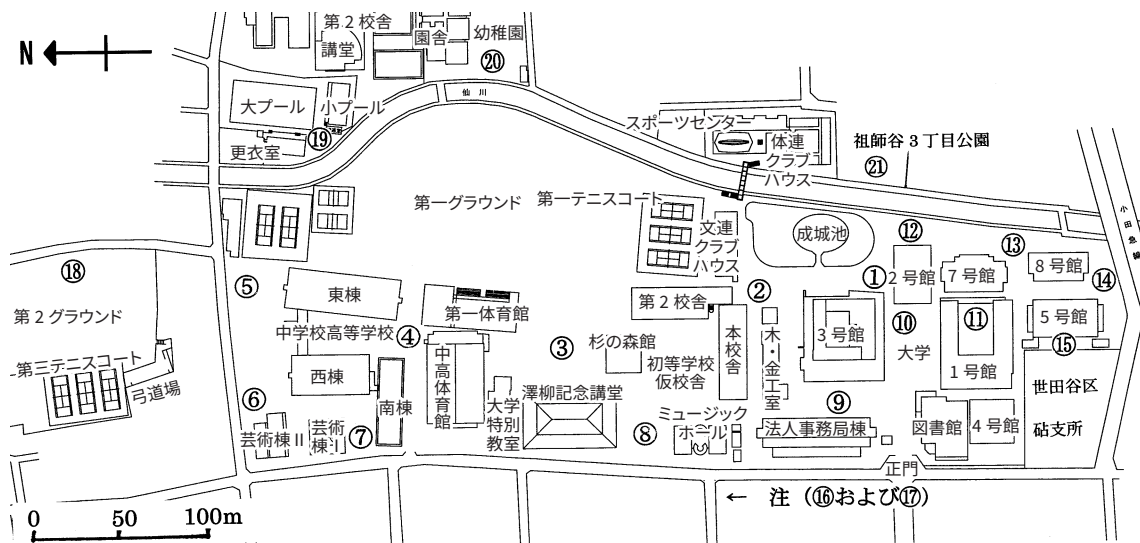 第2校舎
講堂
園舎
幼稚園
⑳
N
仙川
大プール
小プール
⑲
更衣室
スポーツセンター
体連
クラブ
ハウス
祖師谷3丁目公園
㉑
第一グラウンド
第一テニスコート
文連
クラブ
ハウス
成城池
小田急線
⑫
⑬
⑱
⑤
東棟
第一体育館
第2校舎
②
①
2号館
7号館
8号館
⑭
第2グラウンド
中学校高等学校
④
③
杉の森館
初等学校
仮校舎
本校舎
木・金工室
3号館
⑩
大学
⑪
1号館
5号館
⑮
第三テニスコート
弓道場
西棟
南棟
中高体育館
大学
特別
教室
澤柳記念講堂
世田谷区
砧支所
⑥
芸術棟Ⅱ
芸術
棟Ⅰ
⑦
⑧
ミュージック
ホール
⑨
法人事務局棟
図書館
4号館
正門
← 注(⑯および⑰)
0 50 100m